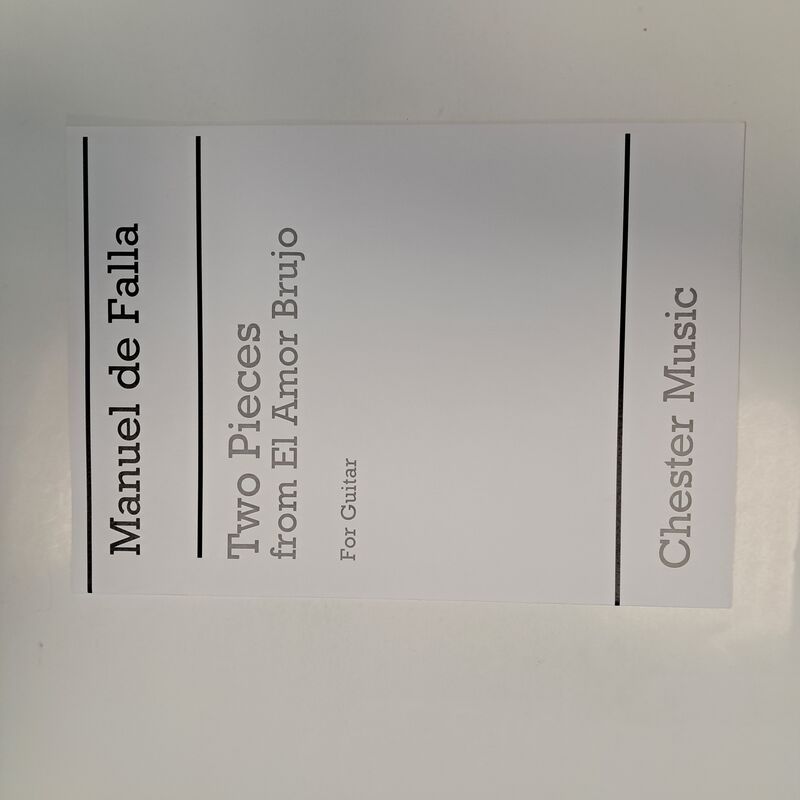 Manuel de Falla
Two Pieces
from El Amor Brujo
For Guitar
Chester Music